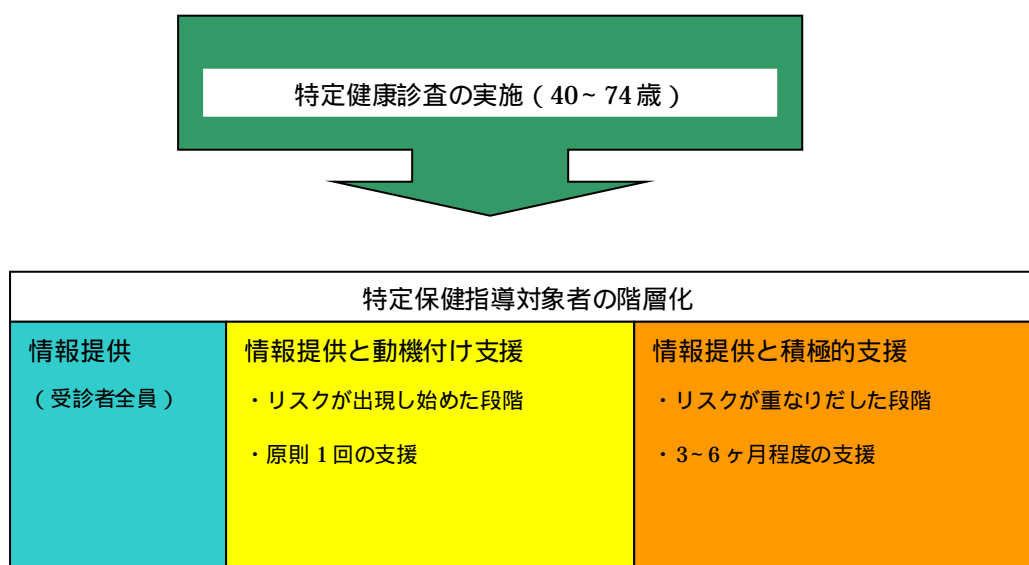 特定健康診査の実施（40~74歳）
特定保健指導対象者の階層化
情報提供
（受診者全員）
情報提供と動機付け支援
・リスクが出現し始めた段階
・原則1回の支援
情報提供と積極的支援
・リスクが重なりだした段階
・3~6ヶ月程度の支援